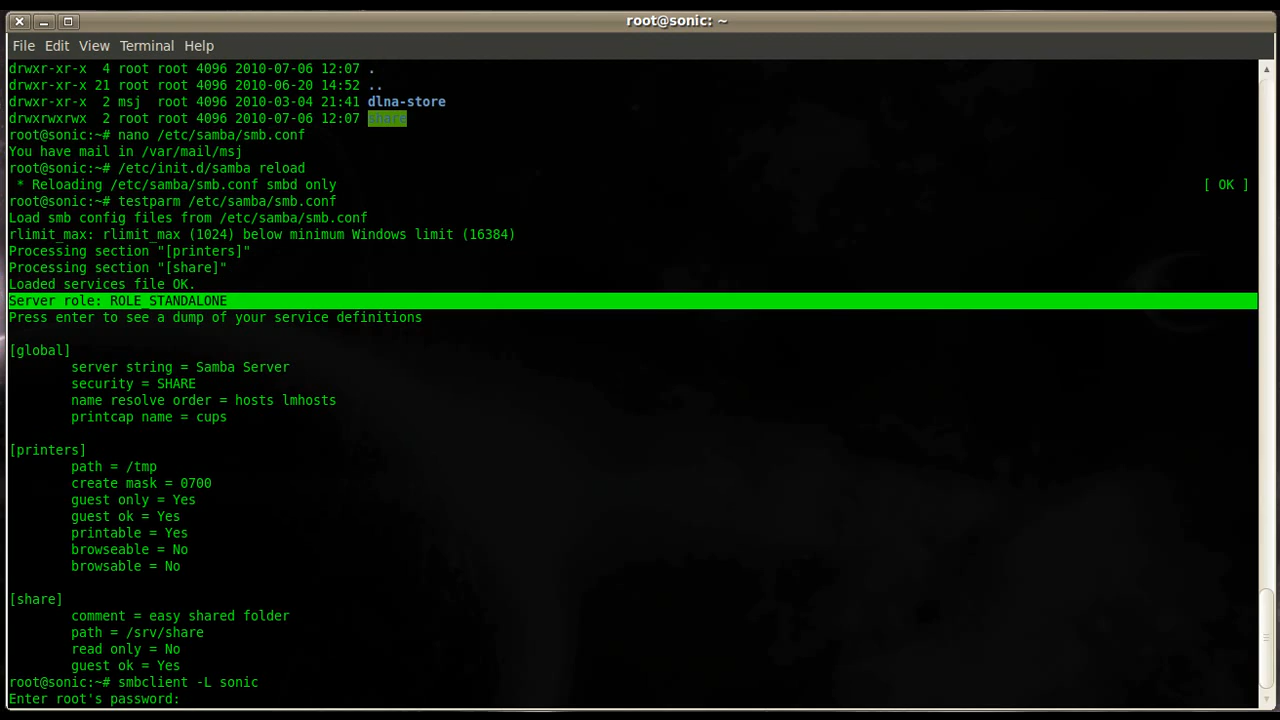 root@sonic: ~
File Edit View Terminal Help
drwxr-xr-x  4 root root 4096 2010-07-06 12:07 .
drwxr-xr-x 21 root root 4096 2010-06-20 14:52 ..
drwxr-xr-x  2 msj  root 4096 2010-03-04 21:41 dlna-store
drwxrwxrwx  2 root root 4096 2010-07-06 12:07 share
root@sonic:~# nano /etc/samba/smb.conf
You have mail in /var/mail/msj
root@sonic:~# /etc/init.d/samba reload
 * Reloading /etc/samba/smb.conf smbd only [ OK ]
root@sonic:~# testparm /etc/samba/smb.conf
Load smb config files from /etc/samba/smb.conf
rlimit_max: rlimit_max (1024) below minimum Windows limit (16384)
Processing section "[printers]"
Processing section "[share]"
Loaded services file OK.
Server role: ROLE_STANDALONE
Press enter to see a dump of your service definitions
[global]
server string = Samba Server
security = SHARE
name resolve order = hosts lmhosts
printcap name = cups
[printers]
path = /tmp
create mask = 0700
guest only = Yes
guest ok = Yes
printable = Yes
browseable = No
browsable = No
[share]
comment = easy shared folder
path = /srv/share
read only = No
guest ok = Yes
root@sonic:~# smbclient -L sonic
Enter root's password: